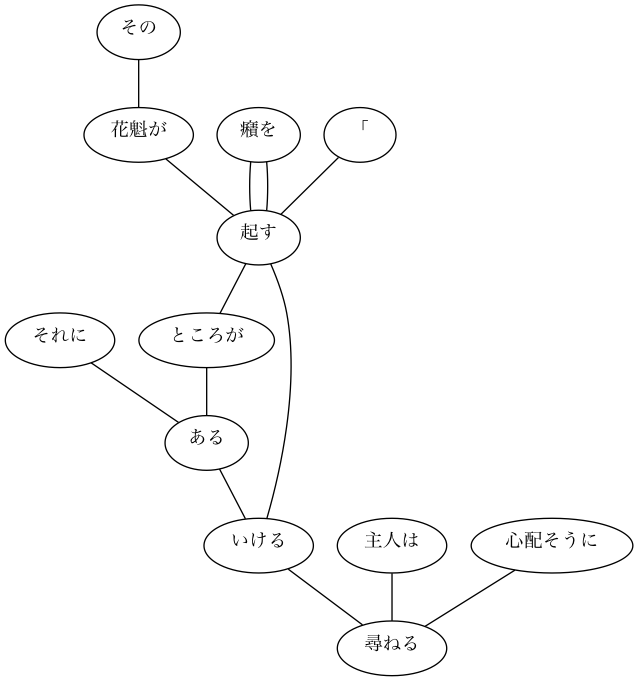 その
花魁が
癪を
「
起す
それに
ところが
ある
いける
主人は
心配そうに
尋ねる